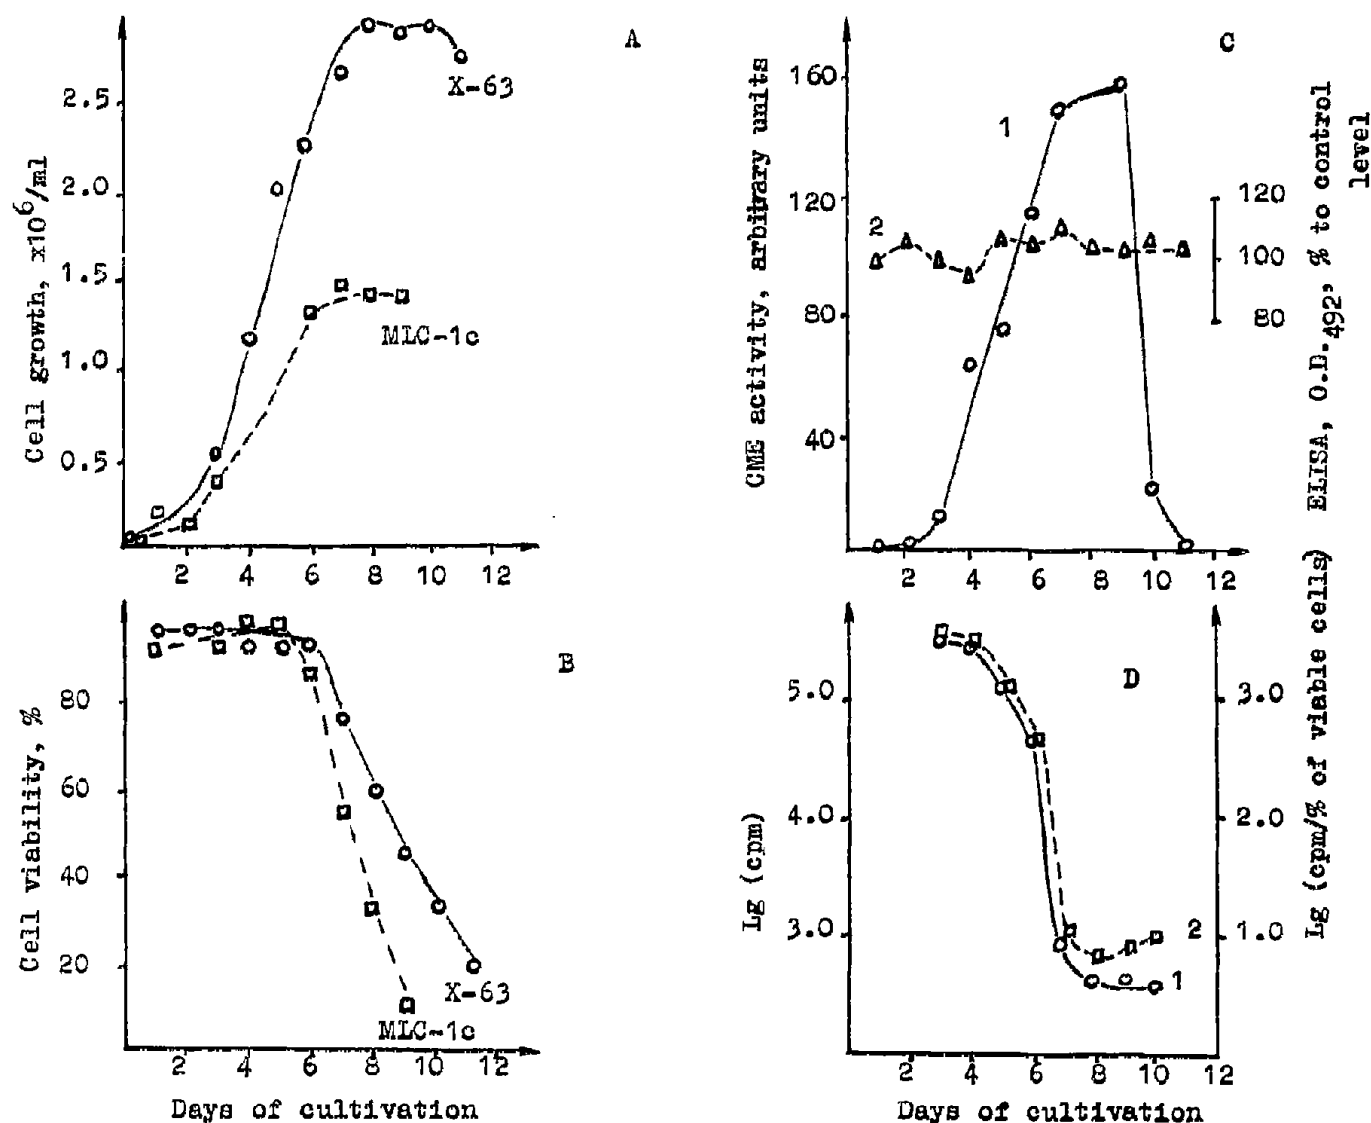 A
Cell growth, x10⁶/ml
2.5
2.0
1.5
1.0
0.5
X-63
MLC-1c
2 4 6 8 10 12
B
Cell viability, %
80
60
40
20
X-63
MLC-1c
2 4 6 8 10 12
Days of cultivation
C
CME activity, arbitrary units
160
120
80
40
1
2
120
100
80
ELISA, O.D.₄₉₂, % to control
level
2 4 6 8 10 12
D
Lg (cpm)
5.0
4.0
3.0
3.0
2.0
1.0
Lg (cpm/% of viable cells)
2
1
2 4 6 8 10 12
Days of cultivation